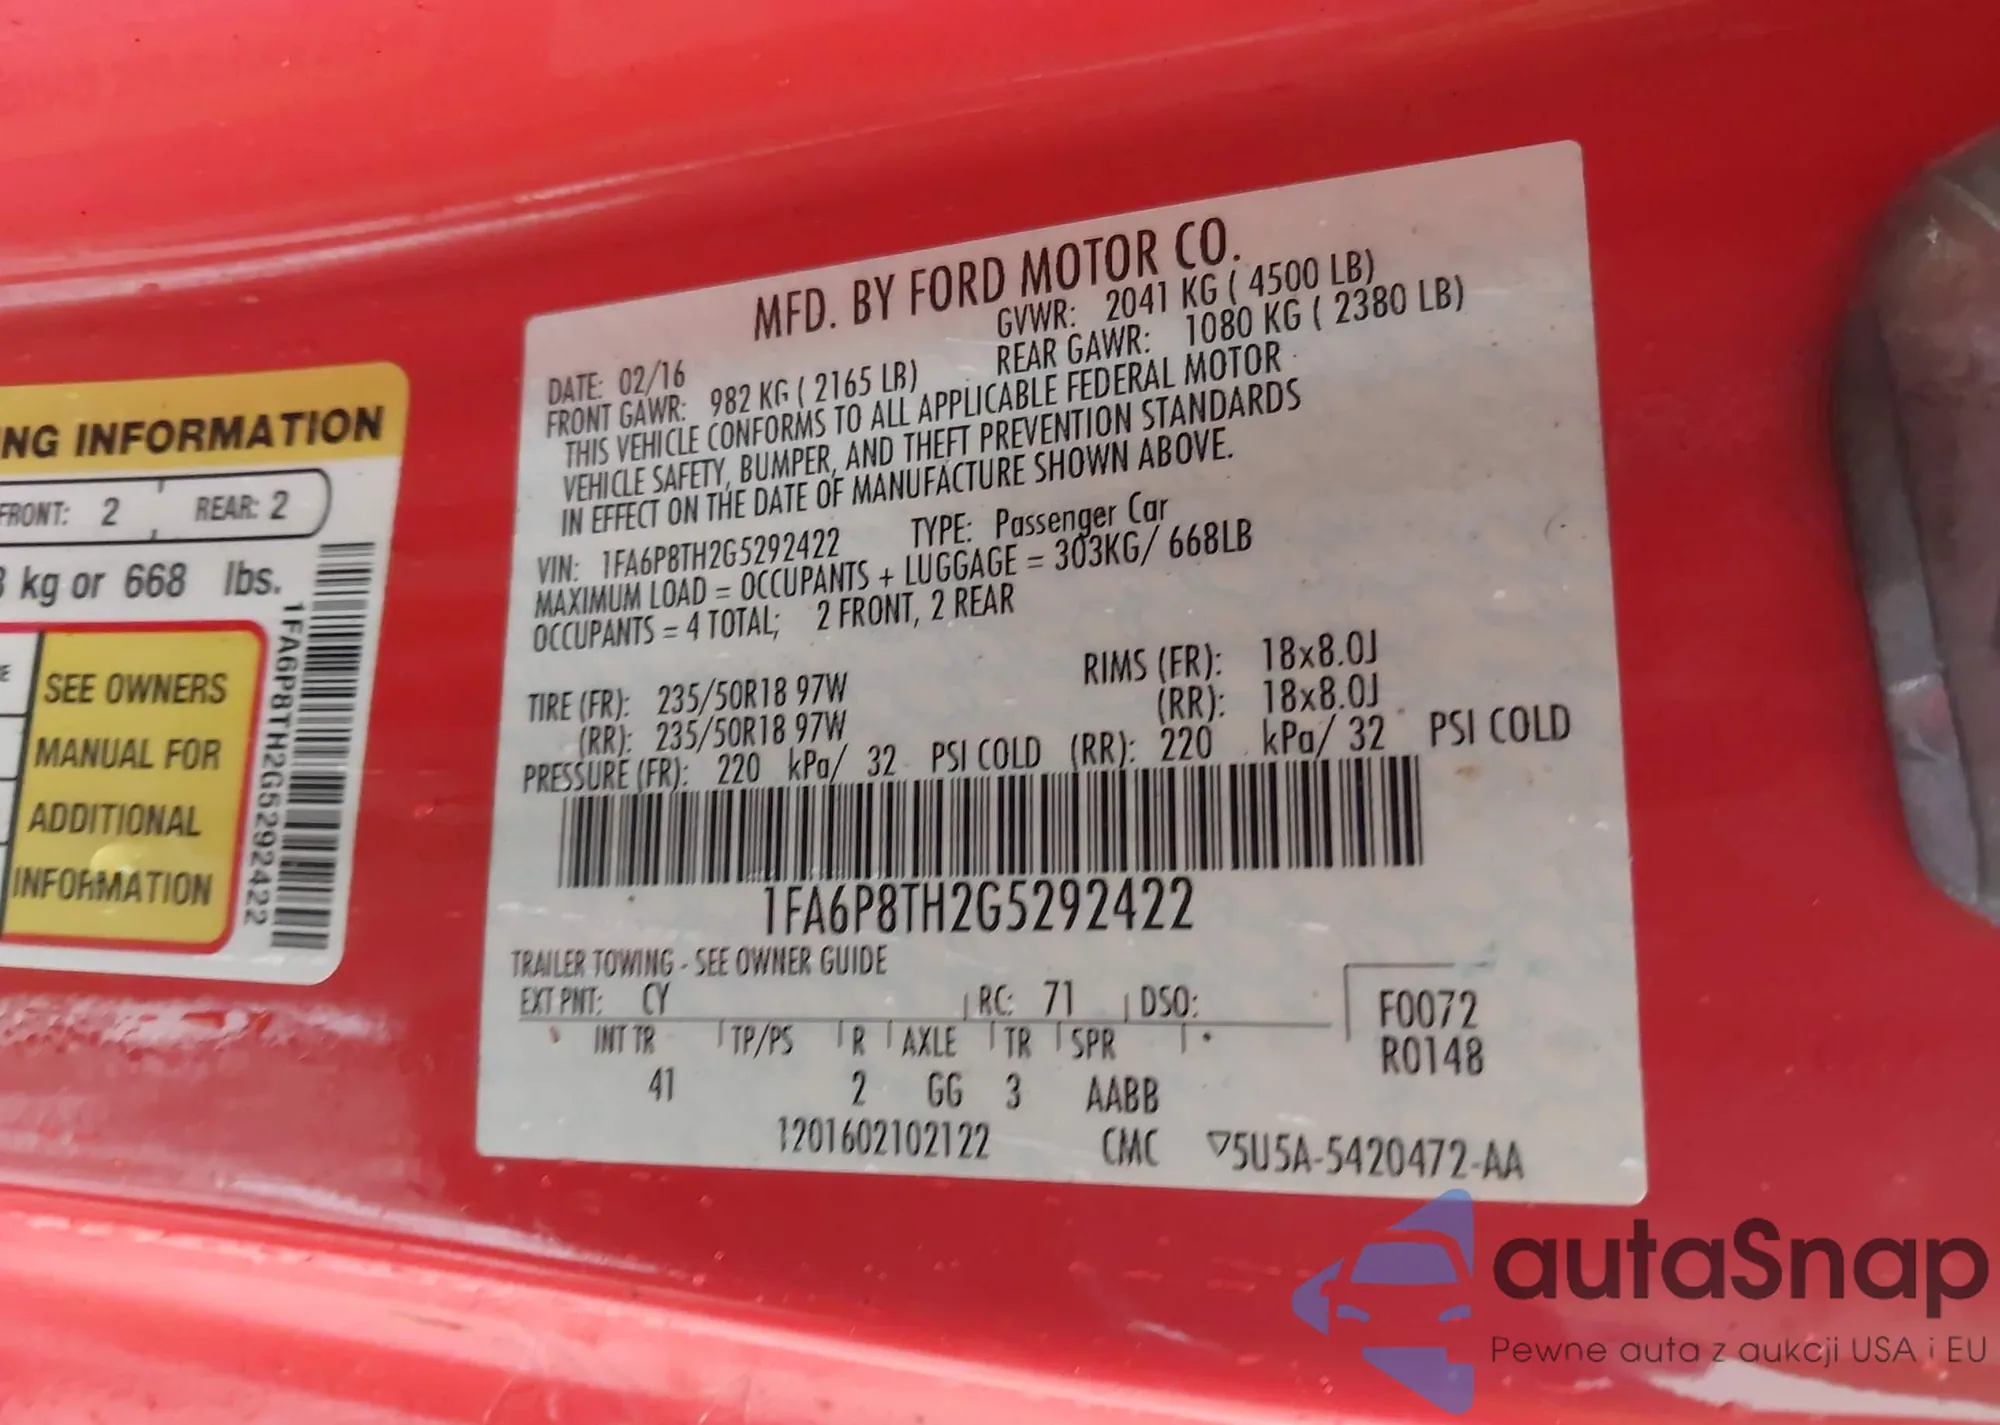 NG INFORMATION
FRONT: 2 REAR: 2
kg or 668 lbs.
SEE OWNERS
MANUAL FOR
ADDITIONAL
INFORMATION
1FA6P8TH2G5292422
MFD. BY FORD MOTOR CO.
DATE: 02/16 GVWR: 2041 KG ( 4500 LB)
FRONT GAWR: 982 KG ( 2165 LB) REAR GAWR: 1080 KG ( 2380 LB)
THIS VEHICLE CONFORMS TO ALL APPLICABLE FEDERAL MOTOR
VEHICLE SAFETY, BUMPER, AND THEFT PREVENTION STANDARDS
IN EFFECT ON THE DATE OF MANUFACTURE SHOWN ABOVE.
VIN: 1FA6P8TH2G5292422 TYPE: Passenger Car
MAXIMUM LOAD = OCCUPANTS + LUGGAGE = 303KG/ 668LB
OCCUPANTS = 4 TOTAL; 2 FRONT, 2 REAR
TIRE (FR): 235/50R18 97W RIMS (FR): 18x8.0J
(RR): 235/50R18 97W (RR): 18x8.0J
PRESSURE (FR): 220 kPa/ 32 PSI COLD (RR): 220 kPa/ 32 PSI COLD
1FA6P8TH2G5292422
TRAILER TOWING - SEE OWNER GUIDE
EXT PNT: CY RC: 71 DSO: F0072
INT TR TP/PS R AXLE TR SPR R0148
41 2 GG 3 AABB
1201602102122 CMC ▽5U5A-5420472-AA
autaSnap
Pewne auta z aukcji USA i EU